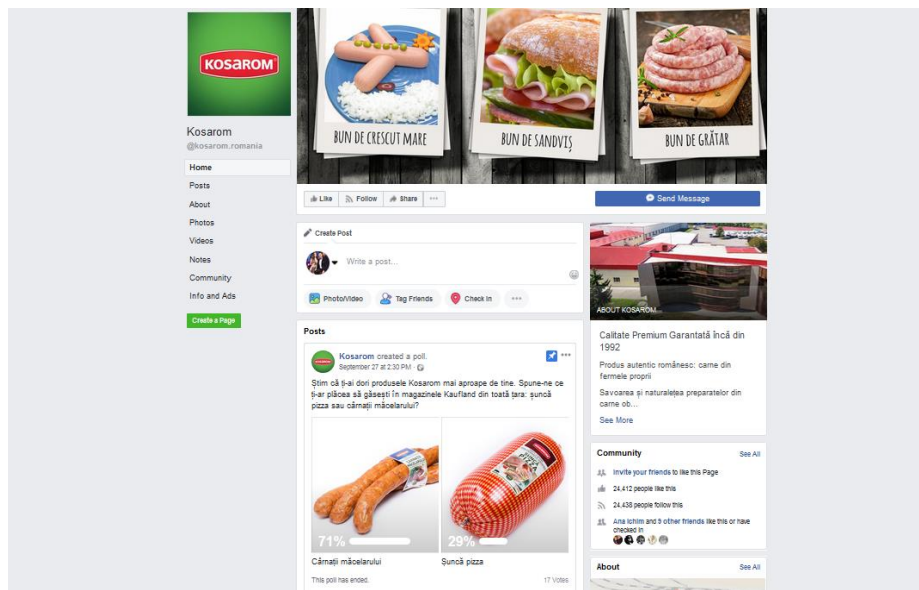 KOSAROM
BUN DE CRESCUT MARE
BUN DE SANDVIȘ
BUN DE GRĂTAR
Kosarom
@kosarom.romania
Home
Posts
About
Photos
Videos
Notes
Community
Info and Ads
Create a Page
Like
Follow
Share
Send Message
Create Post
Write a post...
Photo/Video
Tag Friends
Check in
Posts
Kosarom created a poll.
September 27 at 2:30 PM
Știm că ți-ai dori produsele Kosarom mai aproape de tine. Spune-ne ce
ți-ar plăcea să găsești în magazinele Kaufland din toată țara: șuncă
pizza sau cârnații măcelarului?
71%
29%
Cârnații măcelarului
Șuncă pizza
This poll has ended.
17 Votes
ABOUT KOSAROM
Calitate Premium Garantată încă din
1992
Produs autentic românesc: carne din
fermele proprii
Savoarea și naturalețea preparatelor din
carne ob...
See More
Community
See All
Invite your friends to like this Page
24,412 people like this
24,438 people follow this
Ana Ichim and 9 other friends like this or have
checked in
About
See All